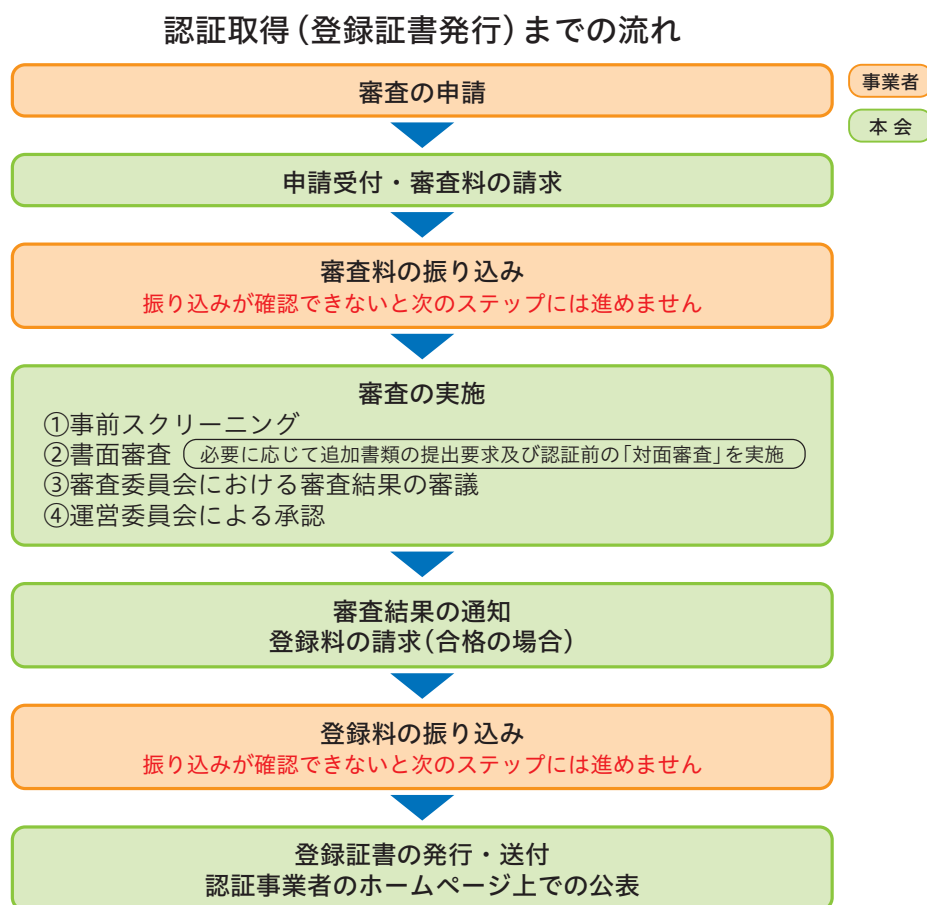 認証取得（登録証書発行）までの流れ
審査の申請
事業者
本 会
申請受付・審査料の請求
審査料の振り込み
振り込みが確認できないと次のステップには進めません
審査の実施
①事前スクリーニング
②書面審査 必要に応じて追加書類の提出要求及び認証前の「対面審査」を実施
③審査委員会における審査結果の審議
④運営委員会による承認
審査結果の通知
登録料の請求（合格の場合）
登録料の振り込み
振り込みが確認できないと次のステップには進めません
登録証書の発行・送付
認証事業者のホームページ上での公表